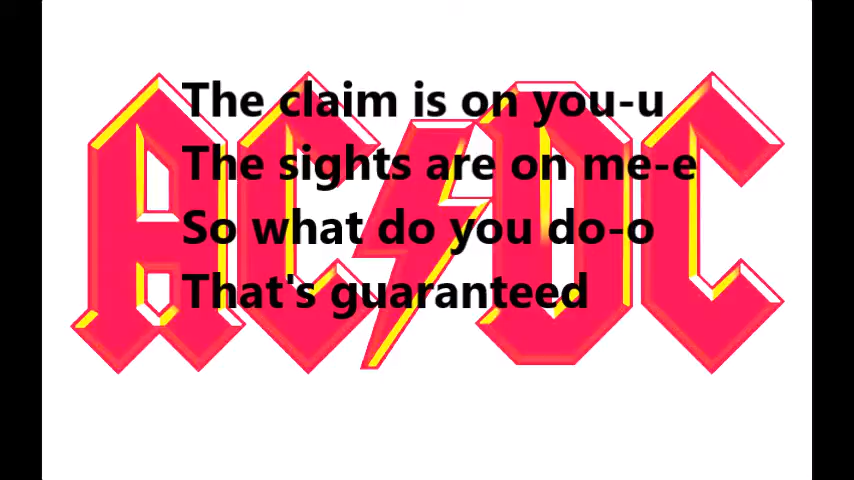 The claim is on you-u
The sights are on me-e
So what do you do-o
That's guaranteed
AC/DC